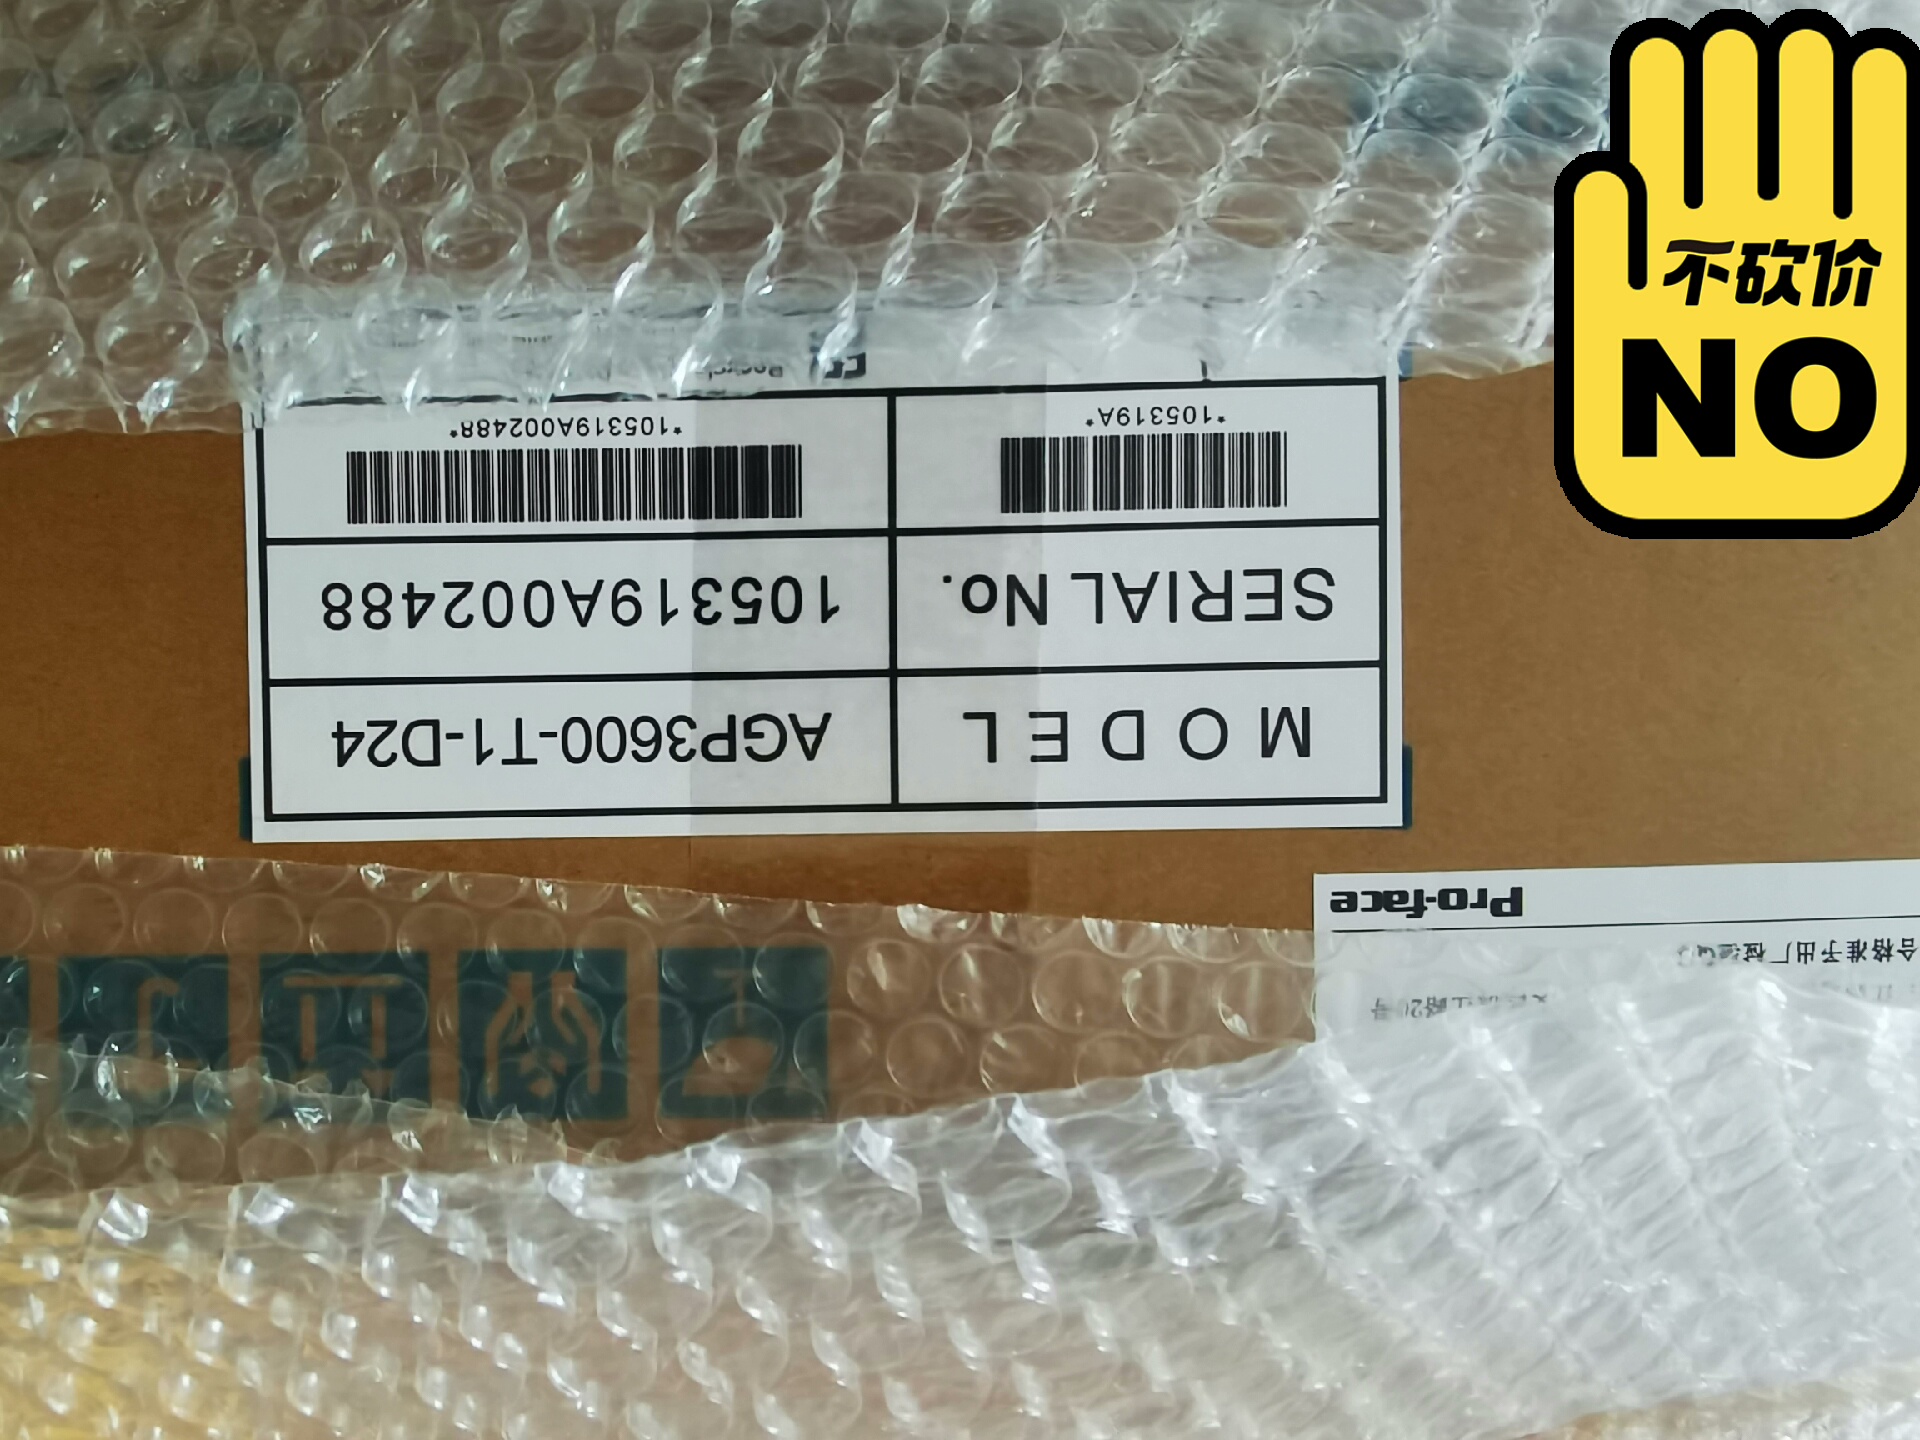 不砍价
NO
MODEL
AGP3600-T1-D24
SERIAL No.
105319A002488
*105319A*
*105319A002488*
Pro-face
合格准予出厂